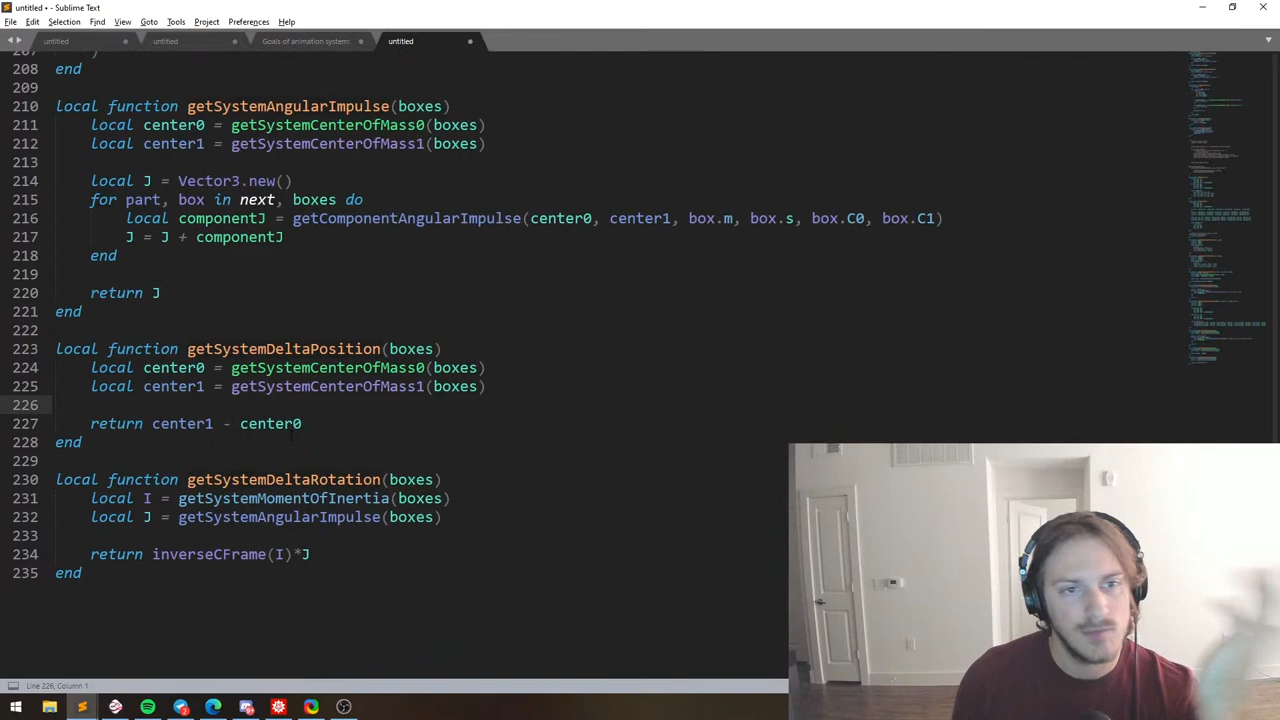 untitled • - Sublime Text
File Edit Selection Find View Goto Tools Project Preferences Help
untitled untitled Goals of animation system: untitled
207 )
208 end
209
210 local function getSystemAngularImpulse(boxes)
211 local center0 = getSystemCenterOfMass0(boxes)
212 local center1 = getSystemCenterOfMass1(boxes)
213
214 local J = Vector3.new()
215 for part, box in next, boxes do
216 local componentJ = getComponentAngularImpulse(center0, center1, box.m, box.s, box.C0, box.C1)
217 J = J + componentJ
218 end
219
220 return J
221 end
222
223 local function getSystemDeltaPosition(boxes)
224 local center0 = getSystemCenterOfMass0(boxes)
225 local center1 = getSystemCenterOfMass1(boxes)
226
227 return center1 - center0
228 end
229
230 local function getSystemDeltaRotation(boxes)
231 local I = getSystemMomentOfInertia(boxes)
232 local J = getSystemAngularImpulse(boxes)
233
234 return inverseCFrame(I)*J
235 end
Line 226, Column 1